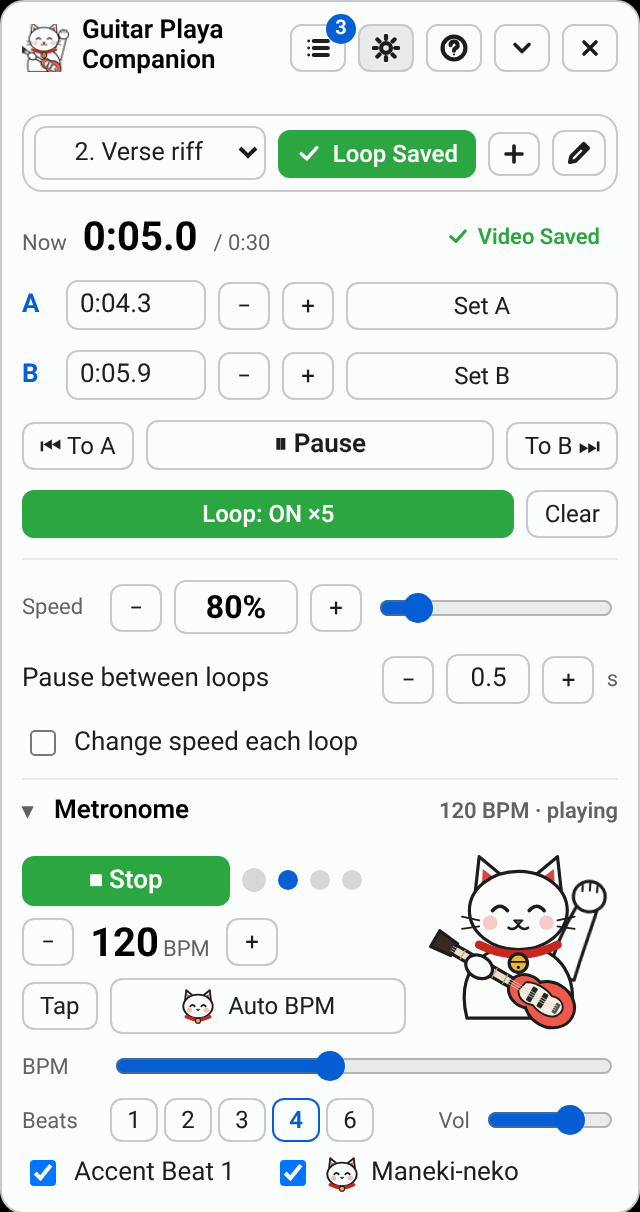 Guitar Playa
Companion
3
2. Verse riff
✓ Loop Saved
+
Now 0:05.0 / 0:30
✓ Video Saved
A 0:04.3 − + Set A
B 0:05.9 − + Set B
⏮ To A
⏸ Pause
To B ⏭
Loop: ON ×5
Clear
Speed − 80% +
Pause between loops − 0.5 + s
Change speed each loop
▼ Metronome
120 BPM · playing
■ Stop
− 120 BPM +
Tap
Auto BPM
BPM
Beats 1 2 3 4 6
Vol
Accent Beat 1
Maneki-neko